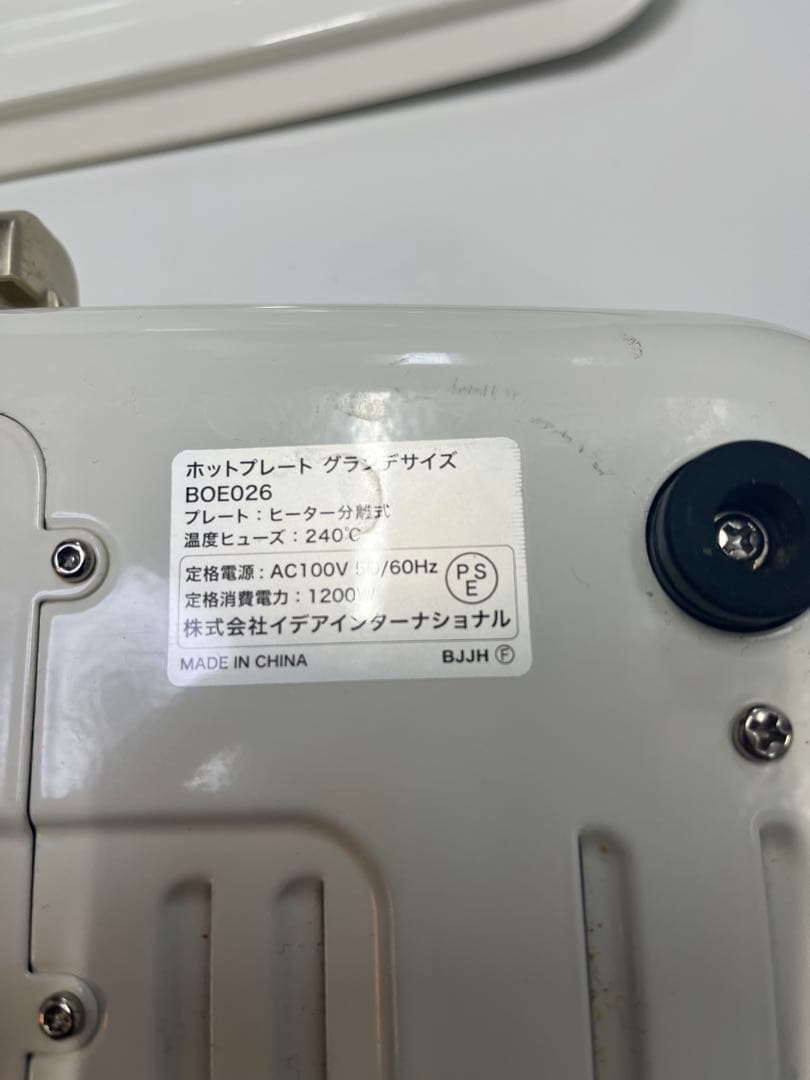 ホットプレート グランデサイズ
BOE026
プレート：ヒーター分離式
温度ヒューズ：240℃
定格電源：AC100V 50/60Hz
定格消費電力：1200W
PSE
株式会社イデアインターナショナル
MADE IN CHINA BJJH Ⓕ